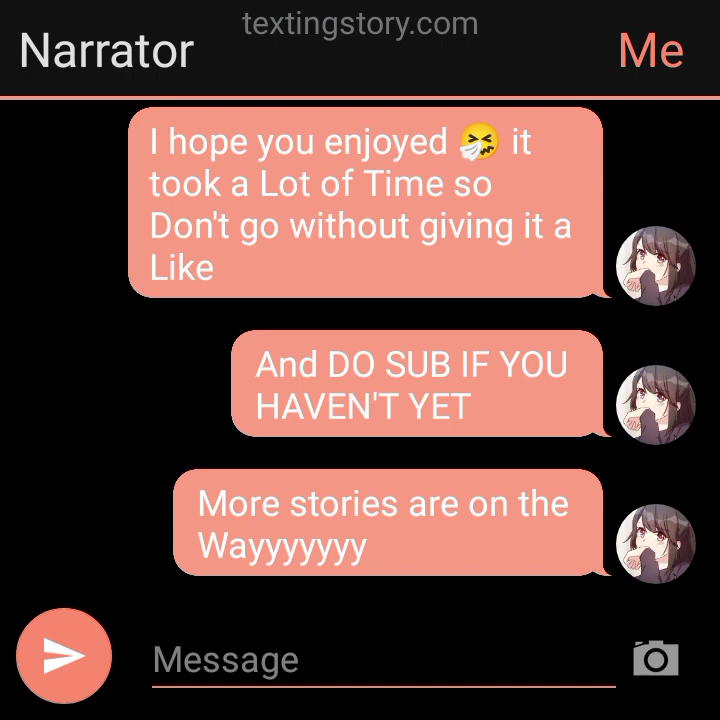 textingstory.com
Narrator
Me
I hope you enjoyed 🤧 it
took a Lot of Time so
Don't go without giving it a
Like
And DO SUB IF YOU
HAVEN'T YET
More stories are on the
Wayyyyyyy
Message